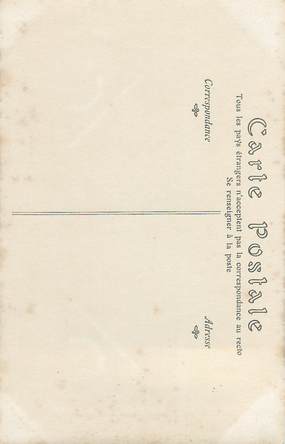 Carte Postale
Tous les pays étrangers n'acceptent pas la correspondance au recto
Se renseigner à la poste
Correspondance
Adresse